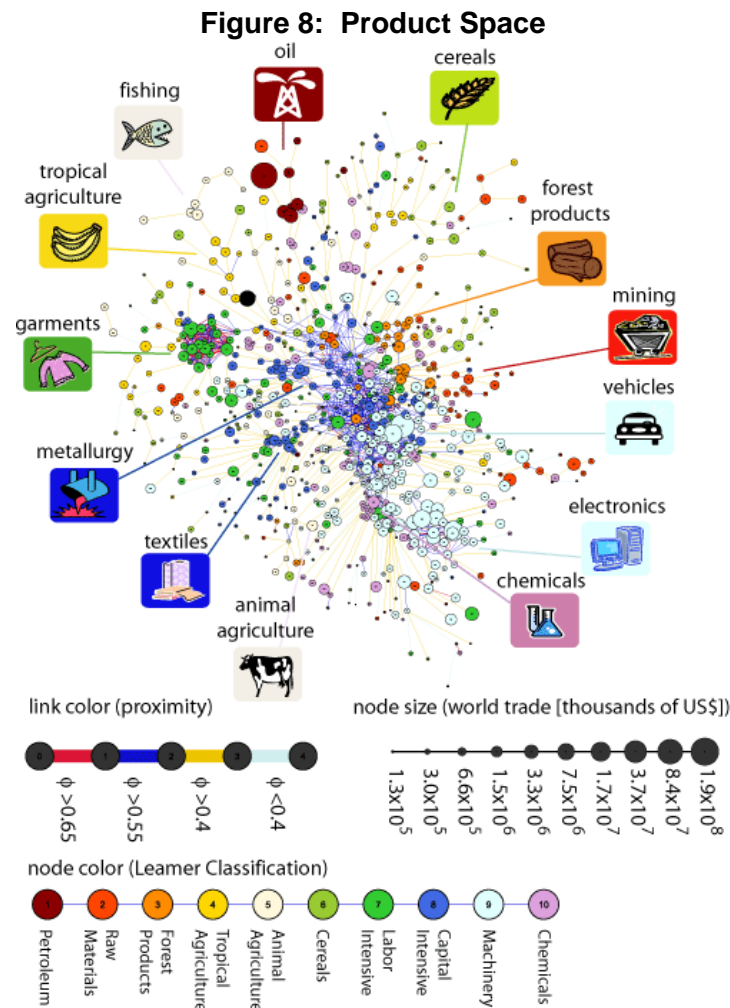 Figure 8: Product Space
oil
cereals
fishing
tropical
agriculture
forest
products
mining
garments
vehicles
metallurgy
electronics
textiles
chemicals
animal
agriculture
link color (proximity)
0 1 2 3 4
ϕ >0.65
ϕ >0.55
ϕ >0.4
ϕ <0.4
node size (world trade [thousands of US$])
1.3x10⁵
3.0x10⁵
6.6x10⁵
1.5x10⁶
3.3x10⁶
7.5x10⁶
1.7x10⁷
3.7x10⁷
8.4x10⁷
1.9x10⁸
node color (Leamer Classification)
1 2 3 4 5 6 7 8 9 10
Petroleum
Raw
Materials
Forest
Products
Tropical
Agriculture
Animal
Agriculture
Cereals
Labor
Intensive
Capital
Intensive
Machinery
Chemicals